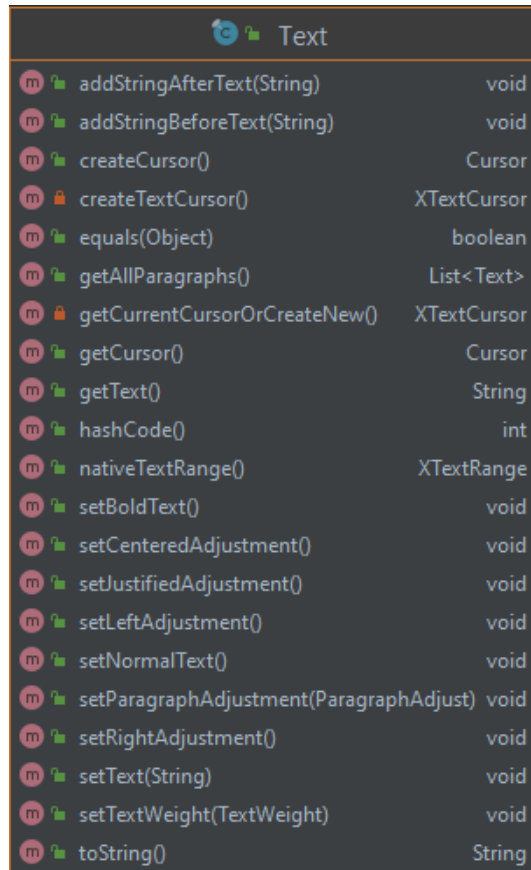 Text
addStringAfterText(String) void
addStringBeforeText(String) void
createCursor() Cursor
createTextCursor() XTextCursor
equals(Object) boolean
getAllParagraphs() List<Text>
getCurrentCursorOrCreateNew() XTextCursor
getCursor() Cursor
getText() String
hashCode() int
nativeTextRange() XTextRange
setBoldText() void
setCenteredAdjustment() void
setJustifiedAdjustment() void
setLeftAdjustment() void
setNormalText() void
setParagraphAdjustment(ParagraphAdjust) void
setRightAdjustment() void
setText(String) void
setTextWeight(TextWeight) void
toString() String